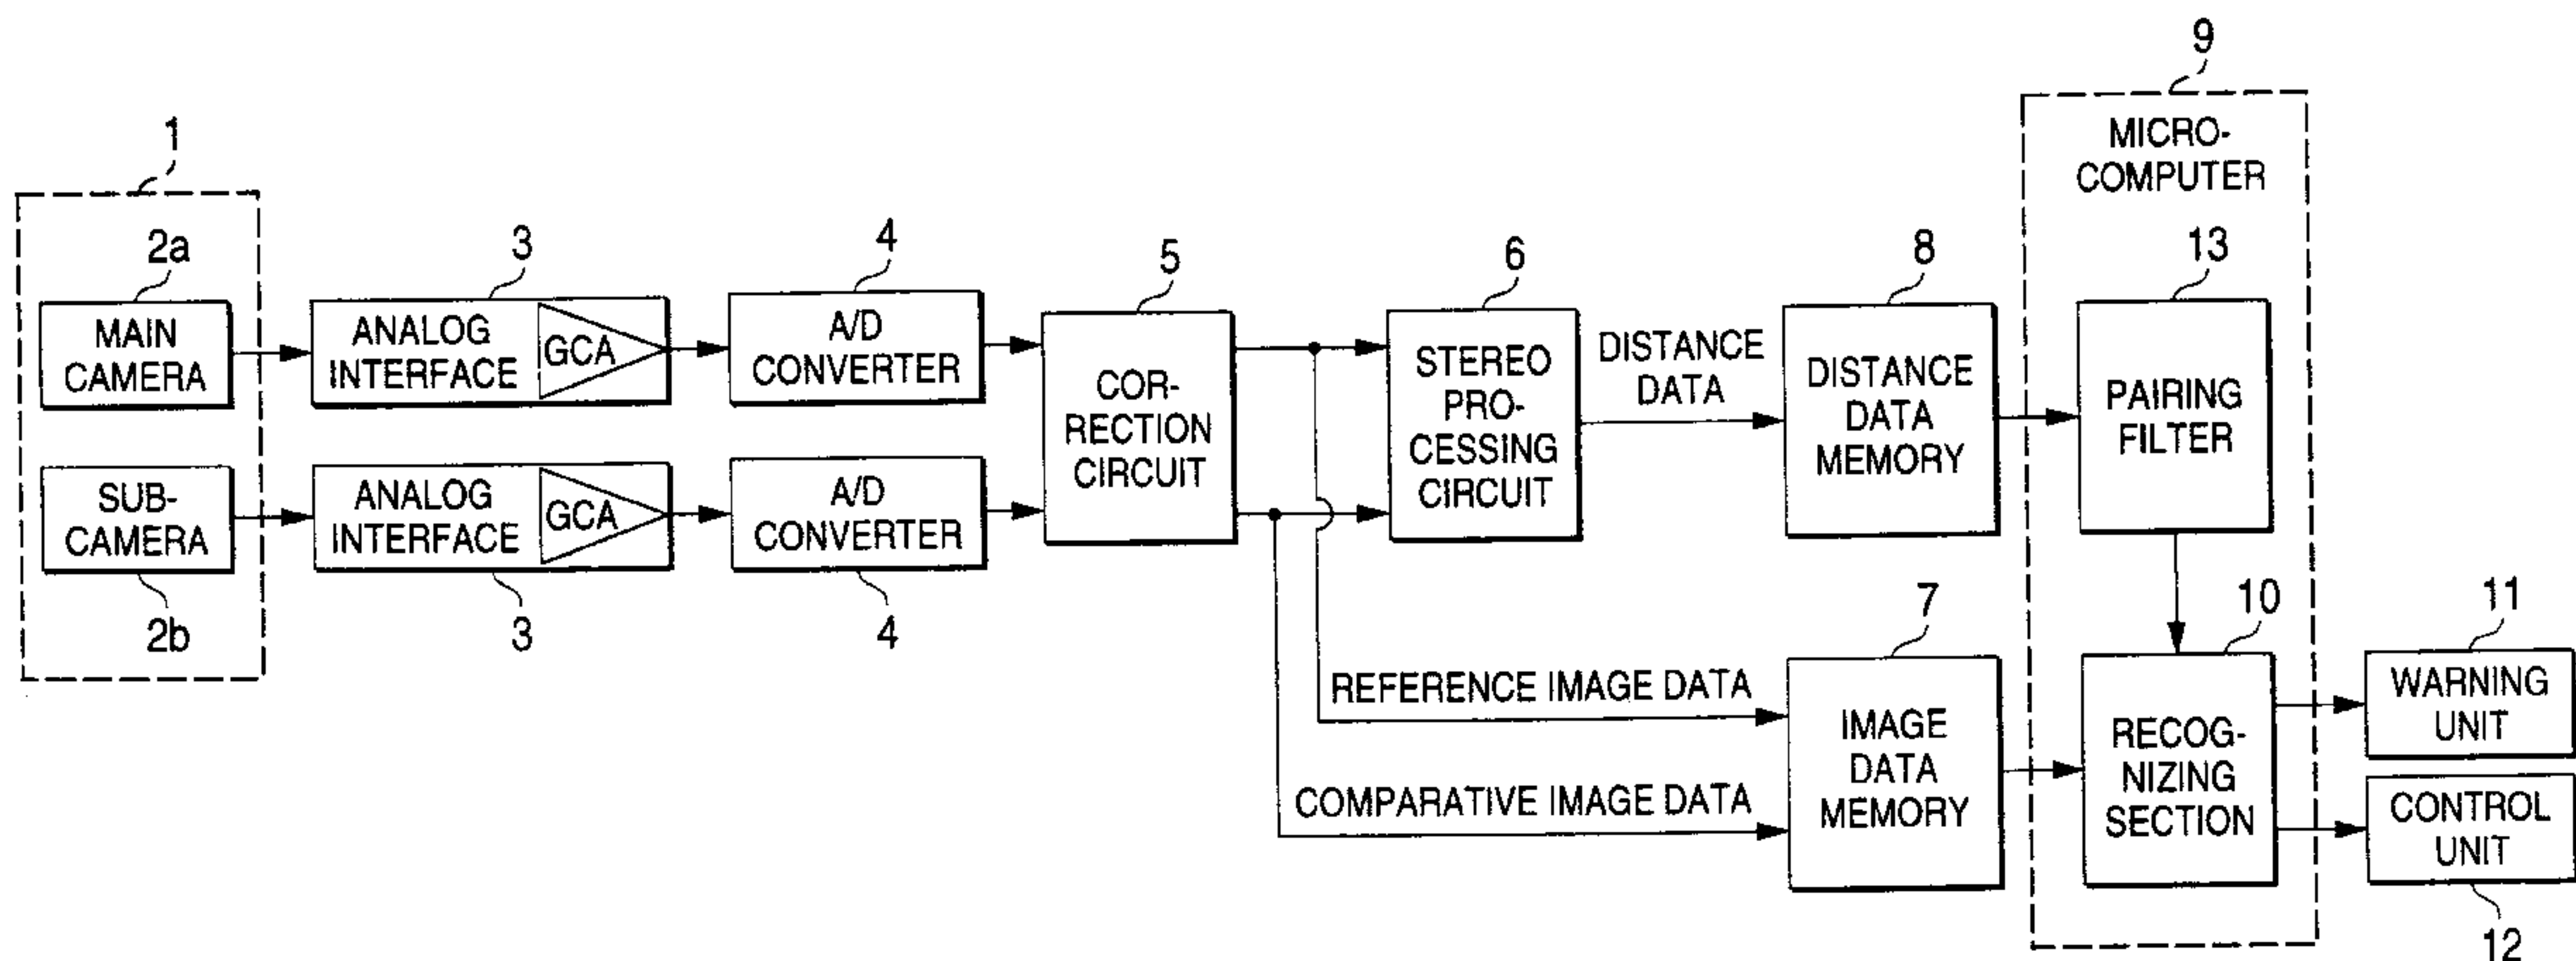 1
2a
MAIN
CAMERA
SUB-
CAMERA
2b
3
ANALOG
INTERFACE
GCA
ANALOG
INTERFACE
GCA
3
4
A/D
CONVERTER
A/D
CONVERTER
4
5
COR-
RECTION
CIRCUIT
6
STEREO
PRO-
CESSING
CIRCUIT
DISTANCE
DATA
8
DISTANCE
DATA
MEMORY
REFERENCE IMAGE DATA
COMPARATIVE IMAGE DATA
7
IMAGE
DATA
MEMORY
9
MICRO-
COMPUTER
13
PAIRING
FILTER
10
RECOG-
NIZING
SECTION
11
WARNING
UNIT
CONTROL
UNIT
12